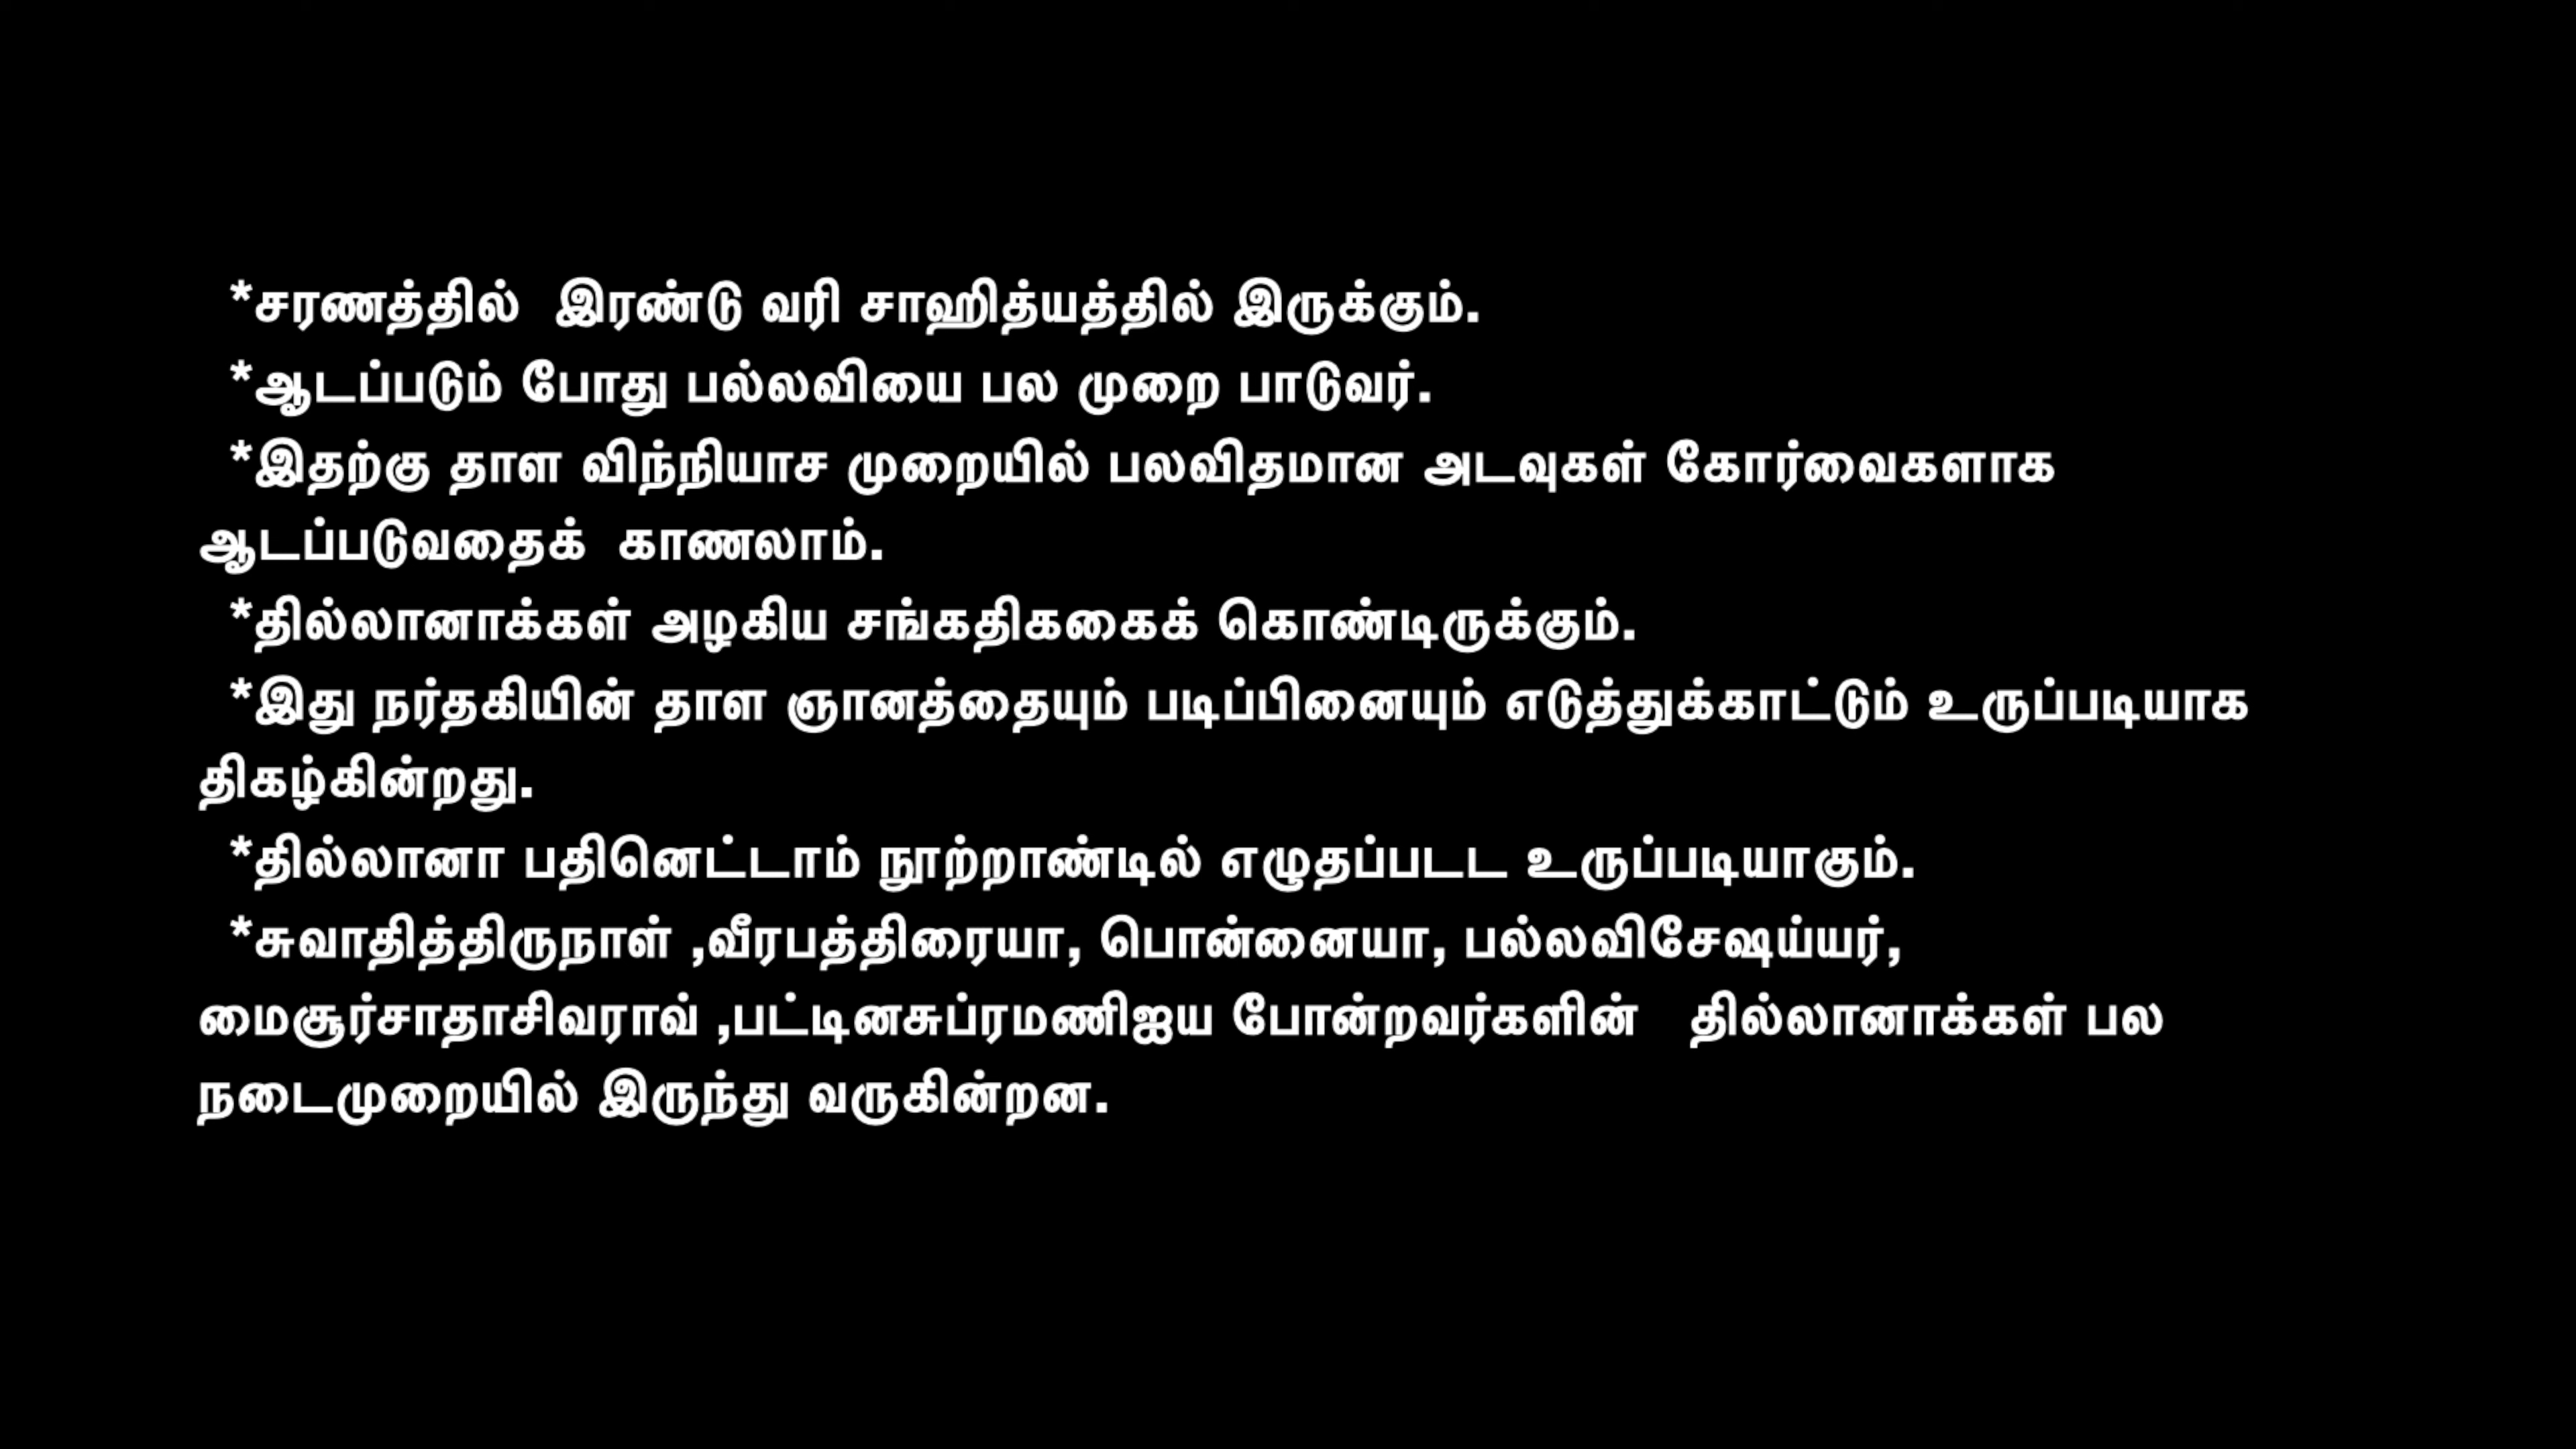 *சரணத்தில்  இரண்டு வரி சாஹித்யத்தில் இருக்கும்.
*ஆடப்படும் போது பல்லவியை பல முறை பாடுவர்.
*இதற்கு தாள விந்நியாச முறையில் பலவிதமான அடவுகள் கோர்வைகளாக
ஆடப்படுவதைக்  காணலாம்.
*தில்லானாக்கள் அழகிய சங்கதிககைக் கொண்டிருக்கும்.
*இது நர்தகியின் தாள ஞானத்தையும் படிப்பினையும் எடுத்துக்காட்டும் உருப்படியாக
திகழ்கின்றது.
*தில்லானா பதினெட்டாம் நூற்றாண்டில் எழுதப்படட உருப்படியாகும்.
*சுவாதித்திருநாள் ,வீரபத்திரையா, பொன்னையா, பல்லவிசேஷய்யர்,
மைசூர்சாதாசிவராவ் ,பட்டினசுப்ரமணிஐய போன்றவர்களின்   தில்லானாக்கள் பல
நடைமுறையில் இருந்து வருகின்றன.